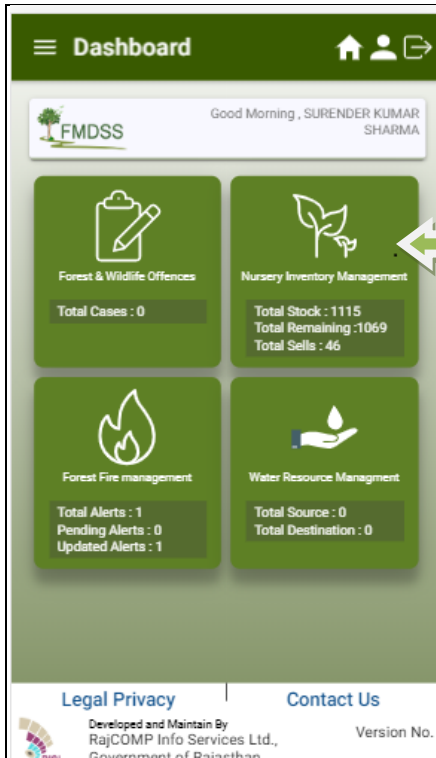 Dashboard
FMDSS
Good Morning , SURENDER KUMAR
SHARMA
Forest & Wildlife Offences
Total Cases : 0
Nursery Inventory Management
Total Stock : 1115
Total Remaining :1069
Total Sells : 46
Forest Fire management
Total Alerts : 1
Pending Alerts : 0
Updated Alerts : 1
Water Resource Managment
Total Source : 0
Total Destination : 0
Legal Privacy
Contact Us
Developed and Maintain By
RajCOMP Info Services Ltd.,
Government of Rajasthan
Version No.